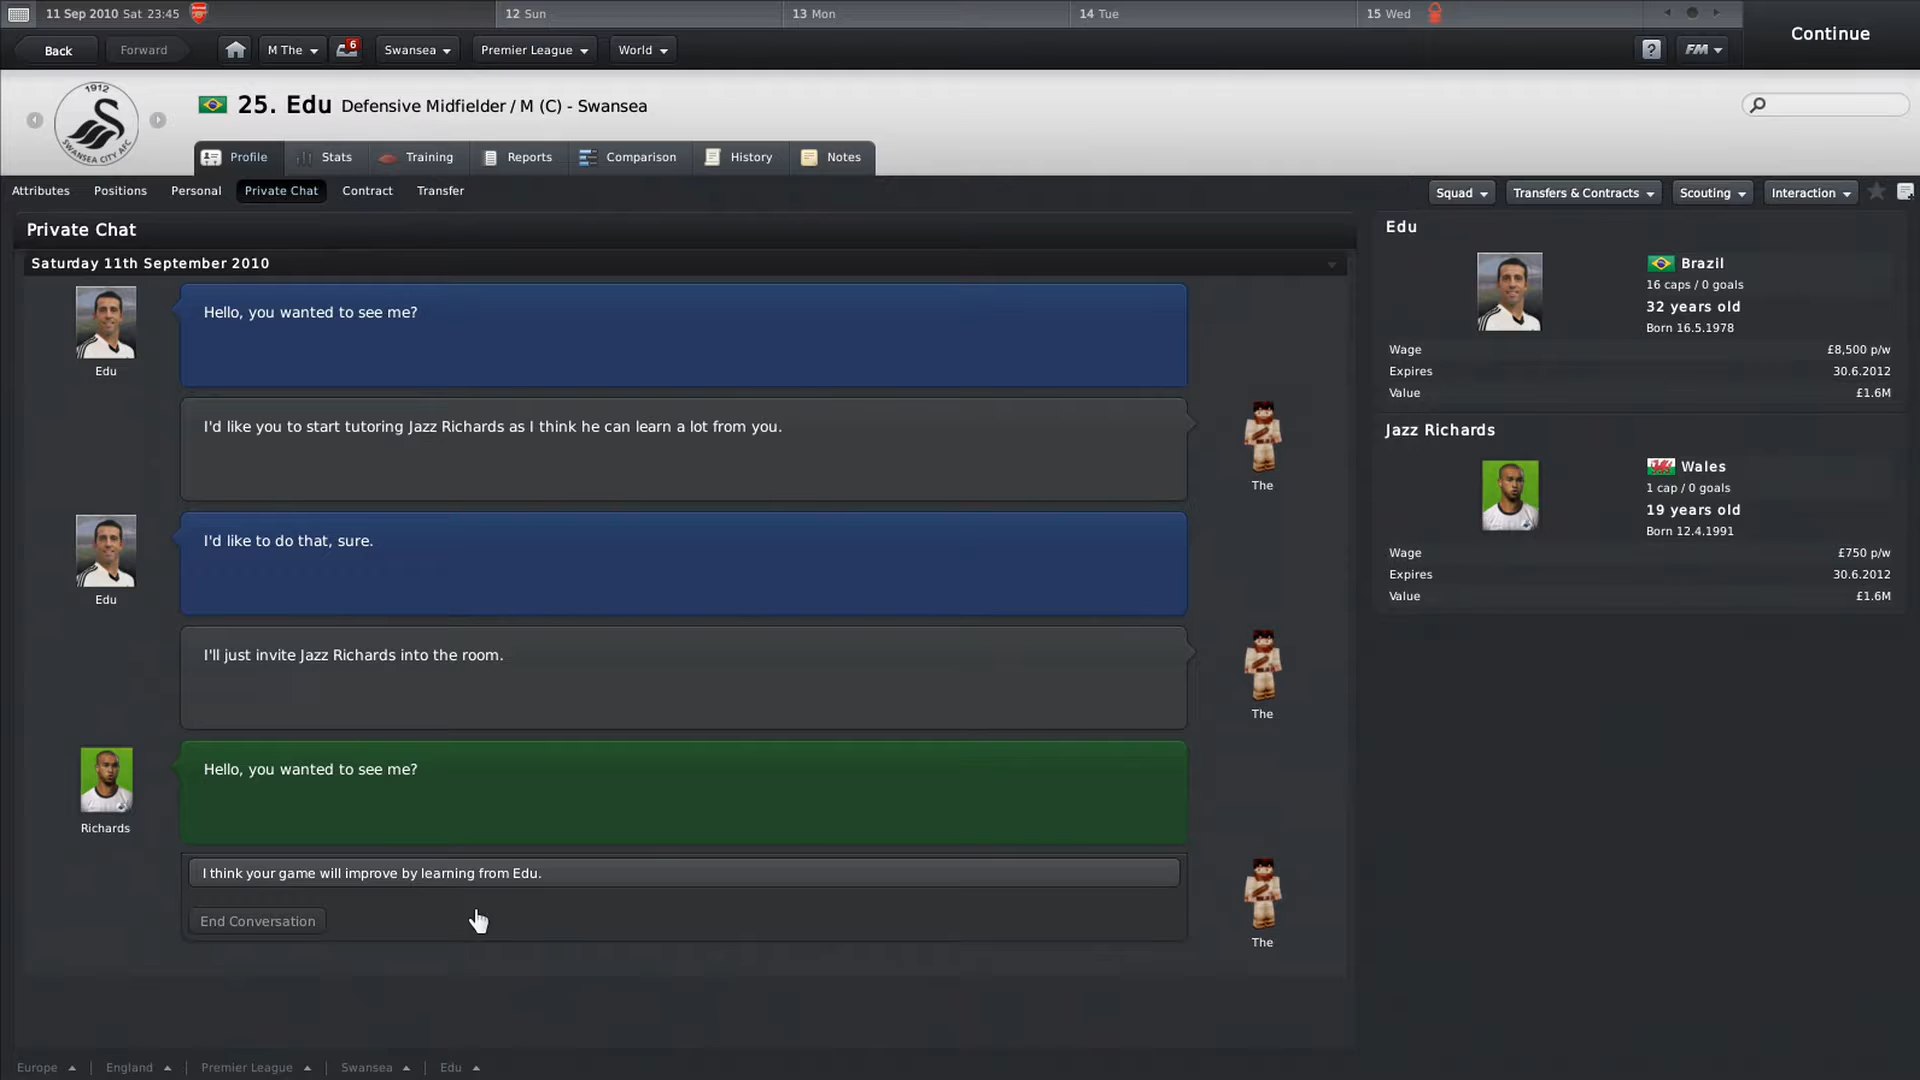 11 Sep 2010 Sat 23:45
12 Sun
13 Mon
14 Tue
15 Wed
Continue
Back
Forward
M The
6
Swansea
Premier League
World
?
FM
1912
SWANSEA CITY AFC
25. Edu Defensive Midfielder / M (C) - Swansea
Profile
Stats
Training
Reports
Comparison
History
Notes
Attributes
Positions
Personal
Private Chat
Contract
Transfer
Squad
Transfers & Contracts
Scouting
Interaction
Private Chat
Saturday 11th September 2010
Hello, you wanted to see me?
Edu
I'd like you to start tutoring Jazz Richards as I think he can learn a lot from you.
The
I'd like to do that, sure.
Edu
I'll just invite Jazz Richards into the room.
The
Hello, you wanted to see me?
Richards
I think your game will improve by learning from Edu.
End Conversation
The
Edu
Brazil
16 caps / 0 goals
32 years old
Born 16.5.1978
Wage £8,500 p/w
Expires 30.6.2012
Value £1.6M
Jazz Richards
Wales
1 cap / 0 goals
19 years old
Born 12.4.1991
Wage £750 p/w
Expires 30.6.2012
Value £1.6M
Europe
England
Premier League
Swansea
Edu